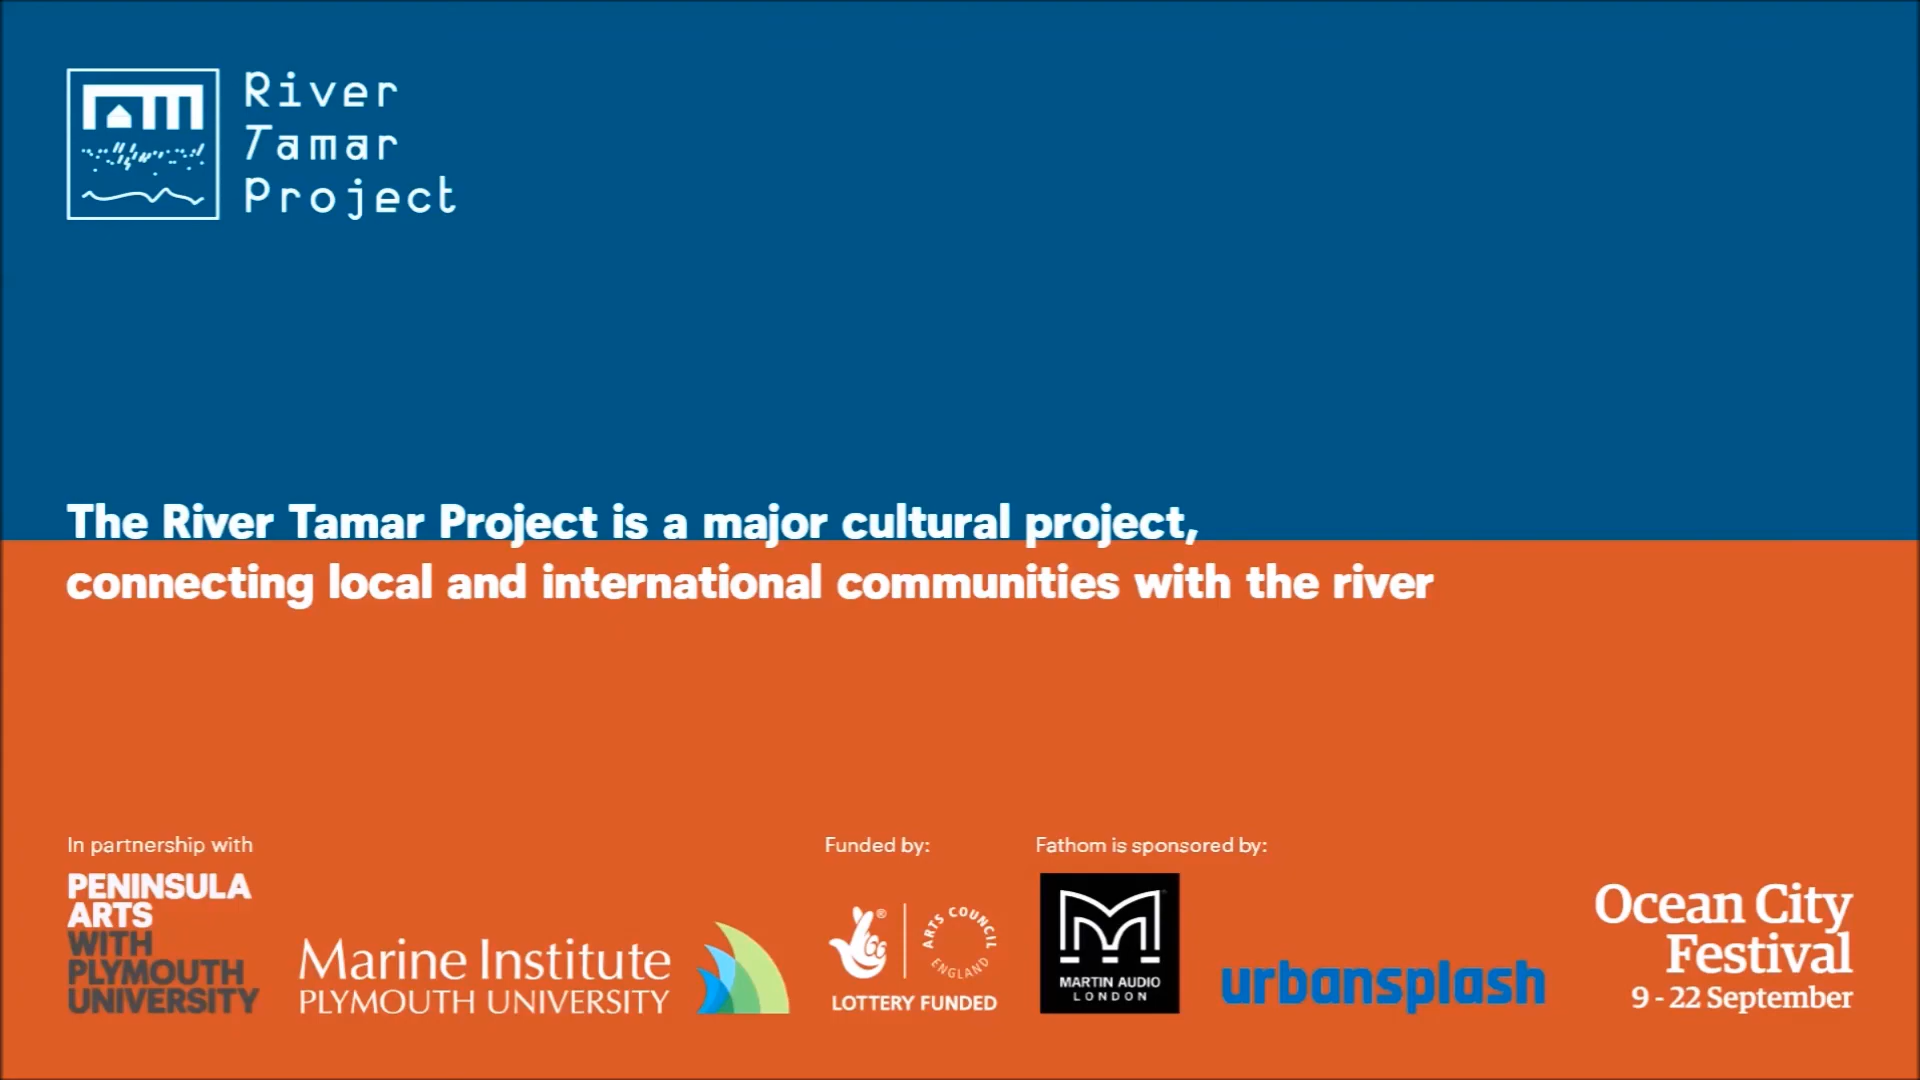 River
Tamar
Project
The River Tamar Project is a major cultural project,
connecting local and international communities with the river
In partnership with
PENINSULA
ARTS
WITH
PLYMOUTH
UNIVERSITY
Marine Institute
PLYMOUTH UNIVERSITY
Funded by:
ARTS COUNCIL
ENGLAND
LOTTERY FUNDED
Fathom is sponsored by:
MARTIN AUDIO
LONDON
urbansplash
Ocean City
Festival
9 - 22 September